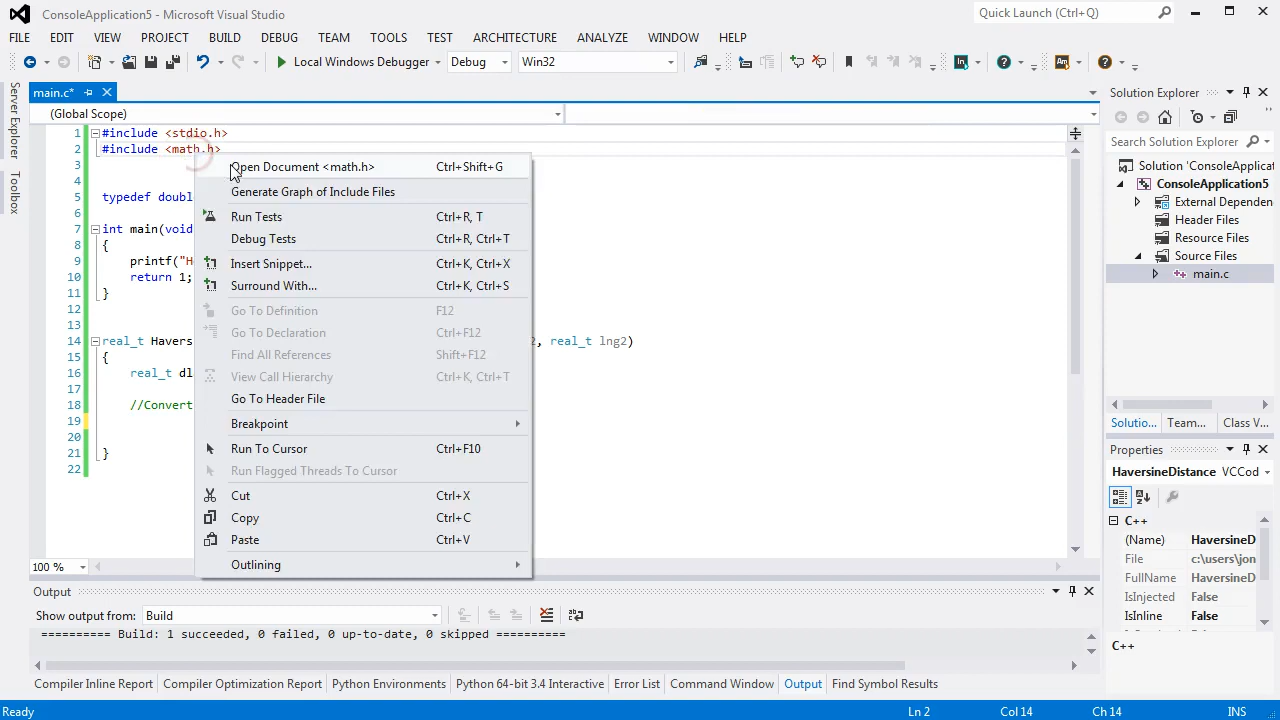 ConsoleApplication5 - Microsoft Visual Studio
Quick Launch (Ctrl+Q)
FILE EDIT VIEW PROJECT BUILD DEBUG TEAM TOOLS TEST ARCHITECTURE ANALYZE WINDOW HELP
Local Windows Debugger Debug Win32
Server Explorer
Toolbox
main.c*
(Global Scope)
1 #include <stdio.h>
2 #include <math.h>
3
4
5 typedef doubl
6
7 int main(void
8 {
9 printf("H
10 return 1;
11 }
12
13
14 real_t Havers 2, real_t lng2)
15 {
16 real_t dl
17
18 //Convert
19
20
21 }
22
Open Document <math.h> Ctrl+Shift+G
Generate Graph of Include Files
Run Tests Ctrl+R, T
Debug Tests Ctrl+R, Ctrl+T
Insert Snippet... Ctrl+K, Ctrl+X
Surround With... Ctrl+K, Ctrl+S
Go To Definition F12
Go To Declaration Ctrl+F12
Find All References Shift+F12
View Call Hierarchy Ctrl+K, Ctrl+T
Go To Header File
Breakpoint
Run To Cursor Ctrl+F10
Run Flagged Threads To Cursor
Cut Ctrl+X
Copy Ctrl+C
Paste Ctrl+V
Outlining
100 %
Solution Explorer
Search Solution Explorer
Solution 'ConsoleApplicat
ConsoleApplication5
External Dependen
Header Files
Resource Files
Source Files
main.c
Solutio... Team... Class V...
Properties
HaversineDistance VCCod
C++
(Name) HaversineD
File c:\users\jon
FullName HaversineD
IsInjected False
IsInline False
C++
Output
Show output from: Build
========== Build: 1 succeeded, 0 failed, 0 up-to-date, 0 skipped ==========
Compiler Inline Report Compiler Optimization Report Python Environments Python 64-bit 3.4 Interactive Error List Command Window Output Find Symbol Results
Ready Ln 2 Col 14 Ch 14 INS